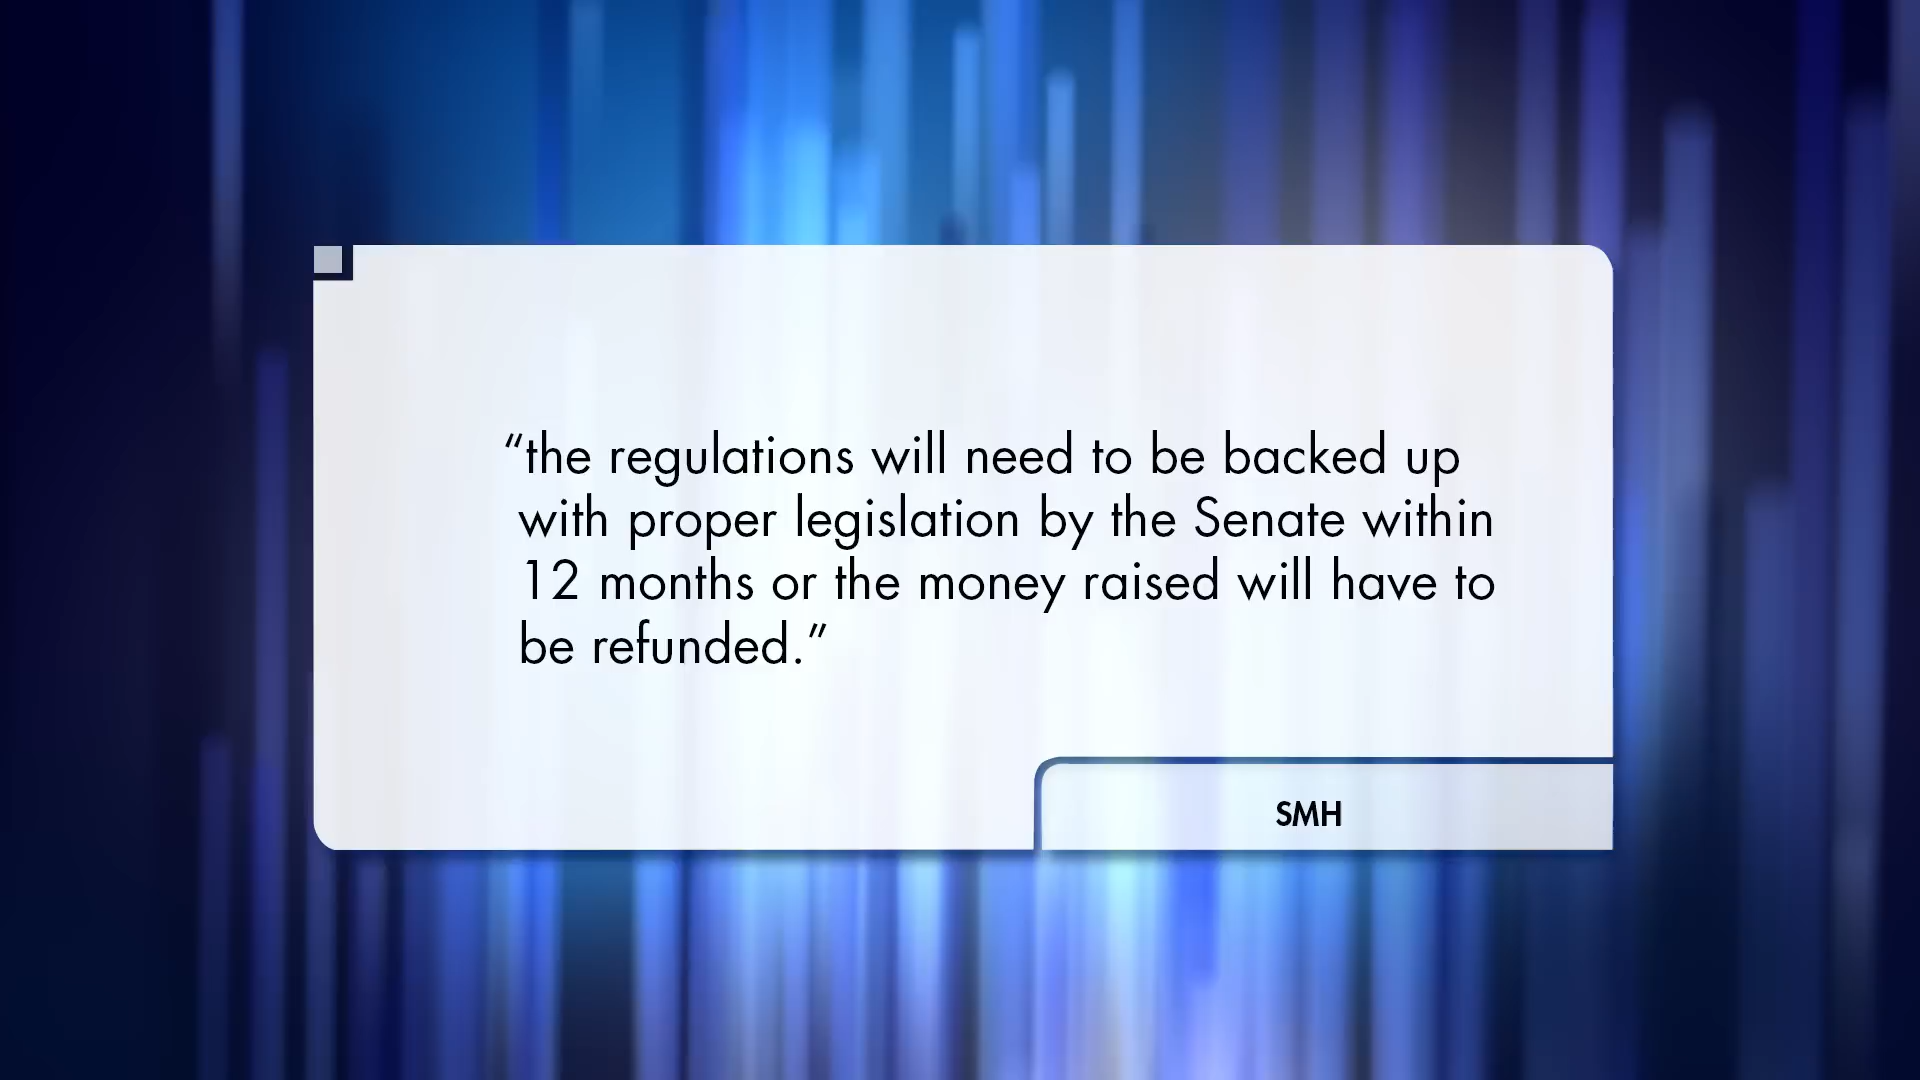 “the regulations will need to be backed up
with proper legislation by the Senate within
12 months or the money raised will have to
be refunded.”
SMH